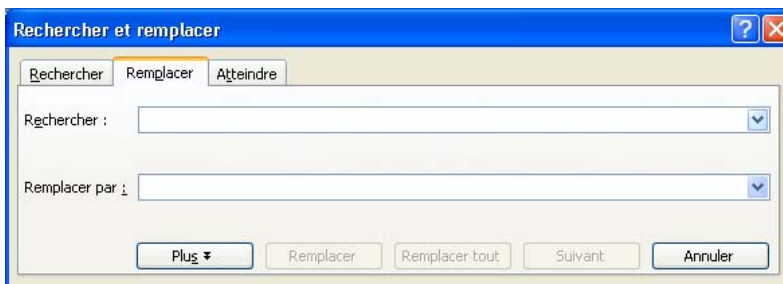 Rechercher et remplacer
Rechercher Remplacer Atteindre
Rechercher :
Remplacer par :
Plus Remplacer Remplacer tout Suivant Annuler